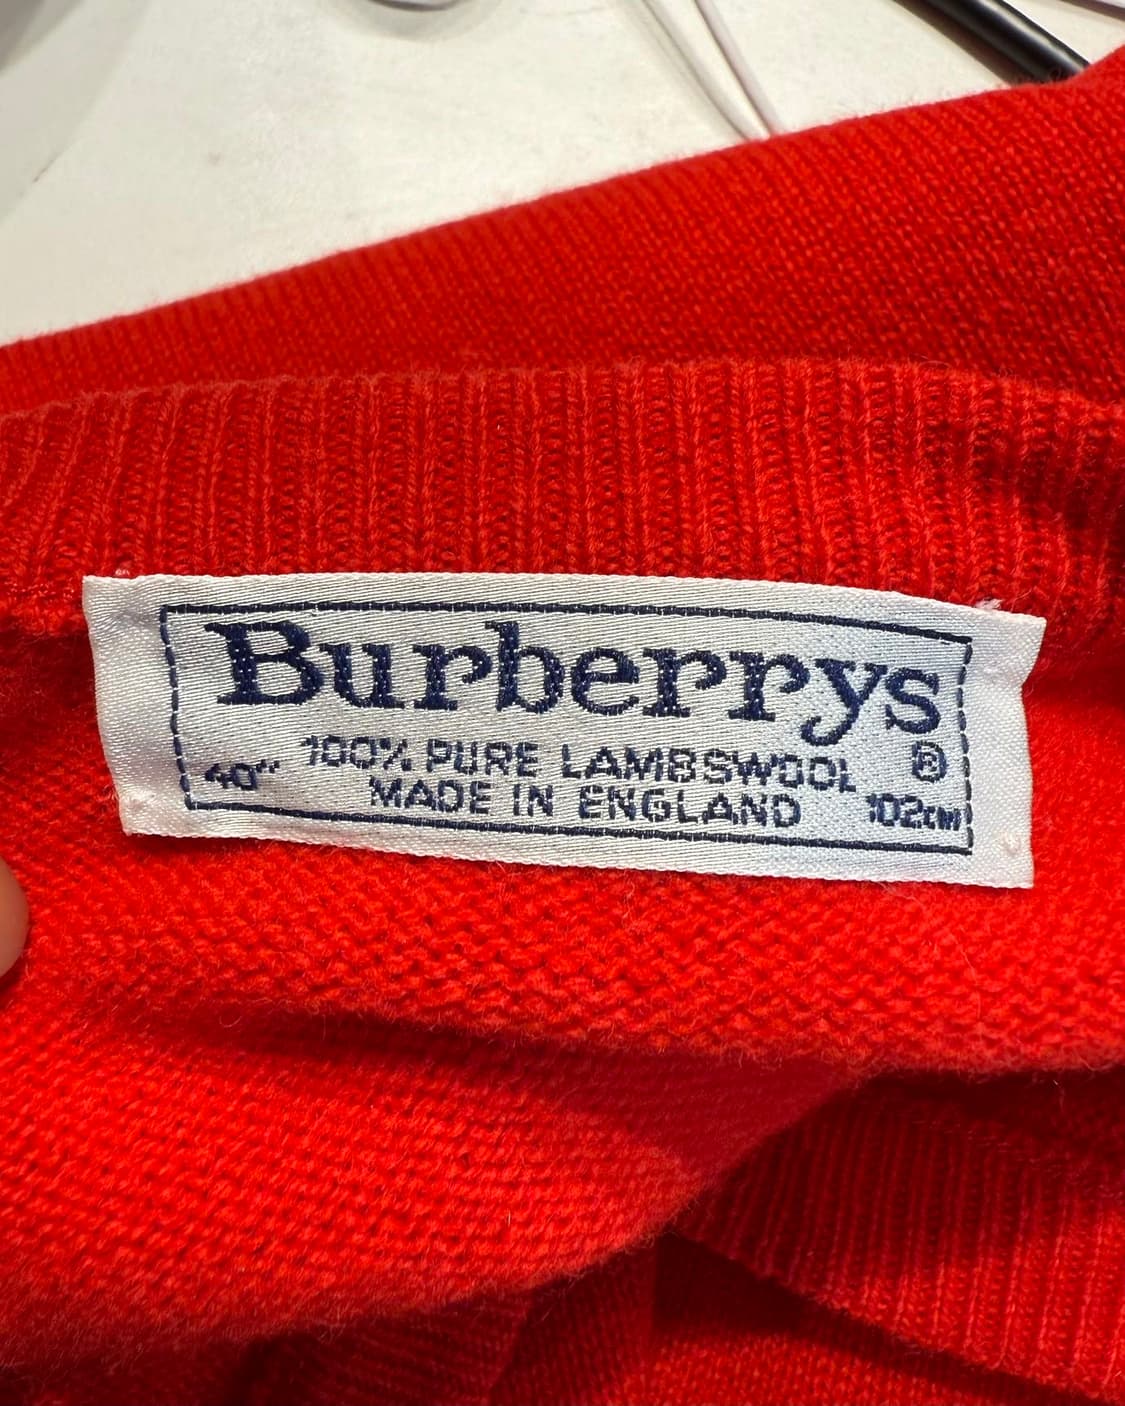 Burberrys
®
100% PURE LAMBSWOOL
40" MADE IN ENGLAND 102cm